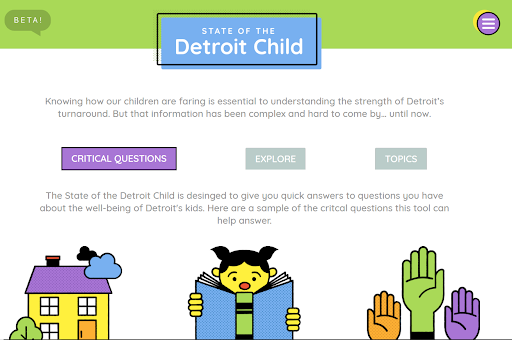 BETA!
STATE OF THE
Detroit Child
Knowing how our children are faring is essential to understanding the strength of Detroit's
turnaround. But that information has been complex and hard to come by... until now.
CRITICAL QUESTIONS
EXPLORE
TOPICS
The State of the Detroit Child is desinged to give you quick answers to questions you have
about the well-being of Detroit's kids. Here are a sample of the critcal questions this tool can
help answer.